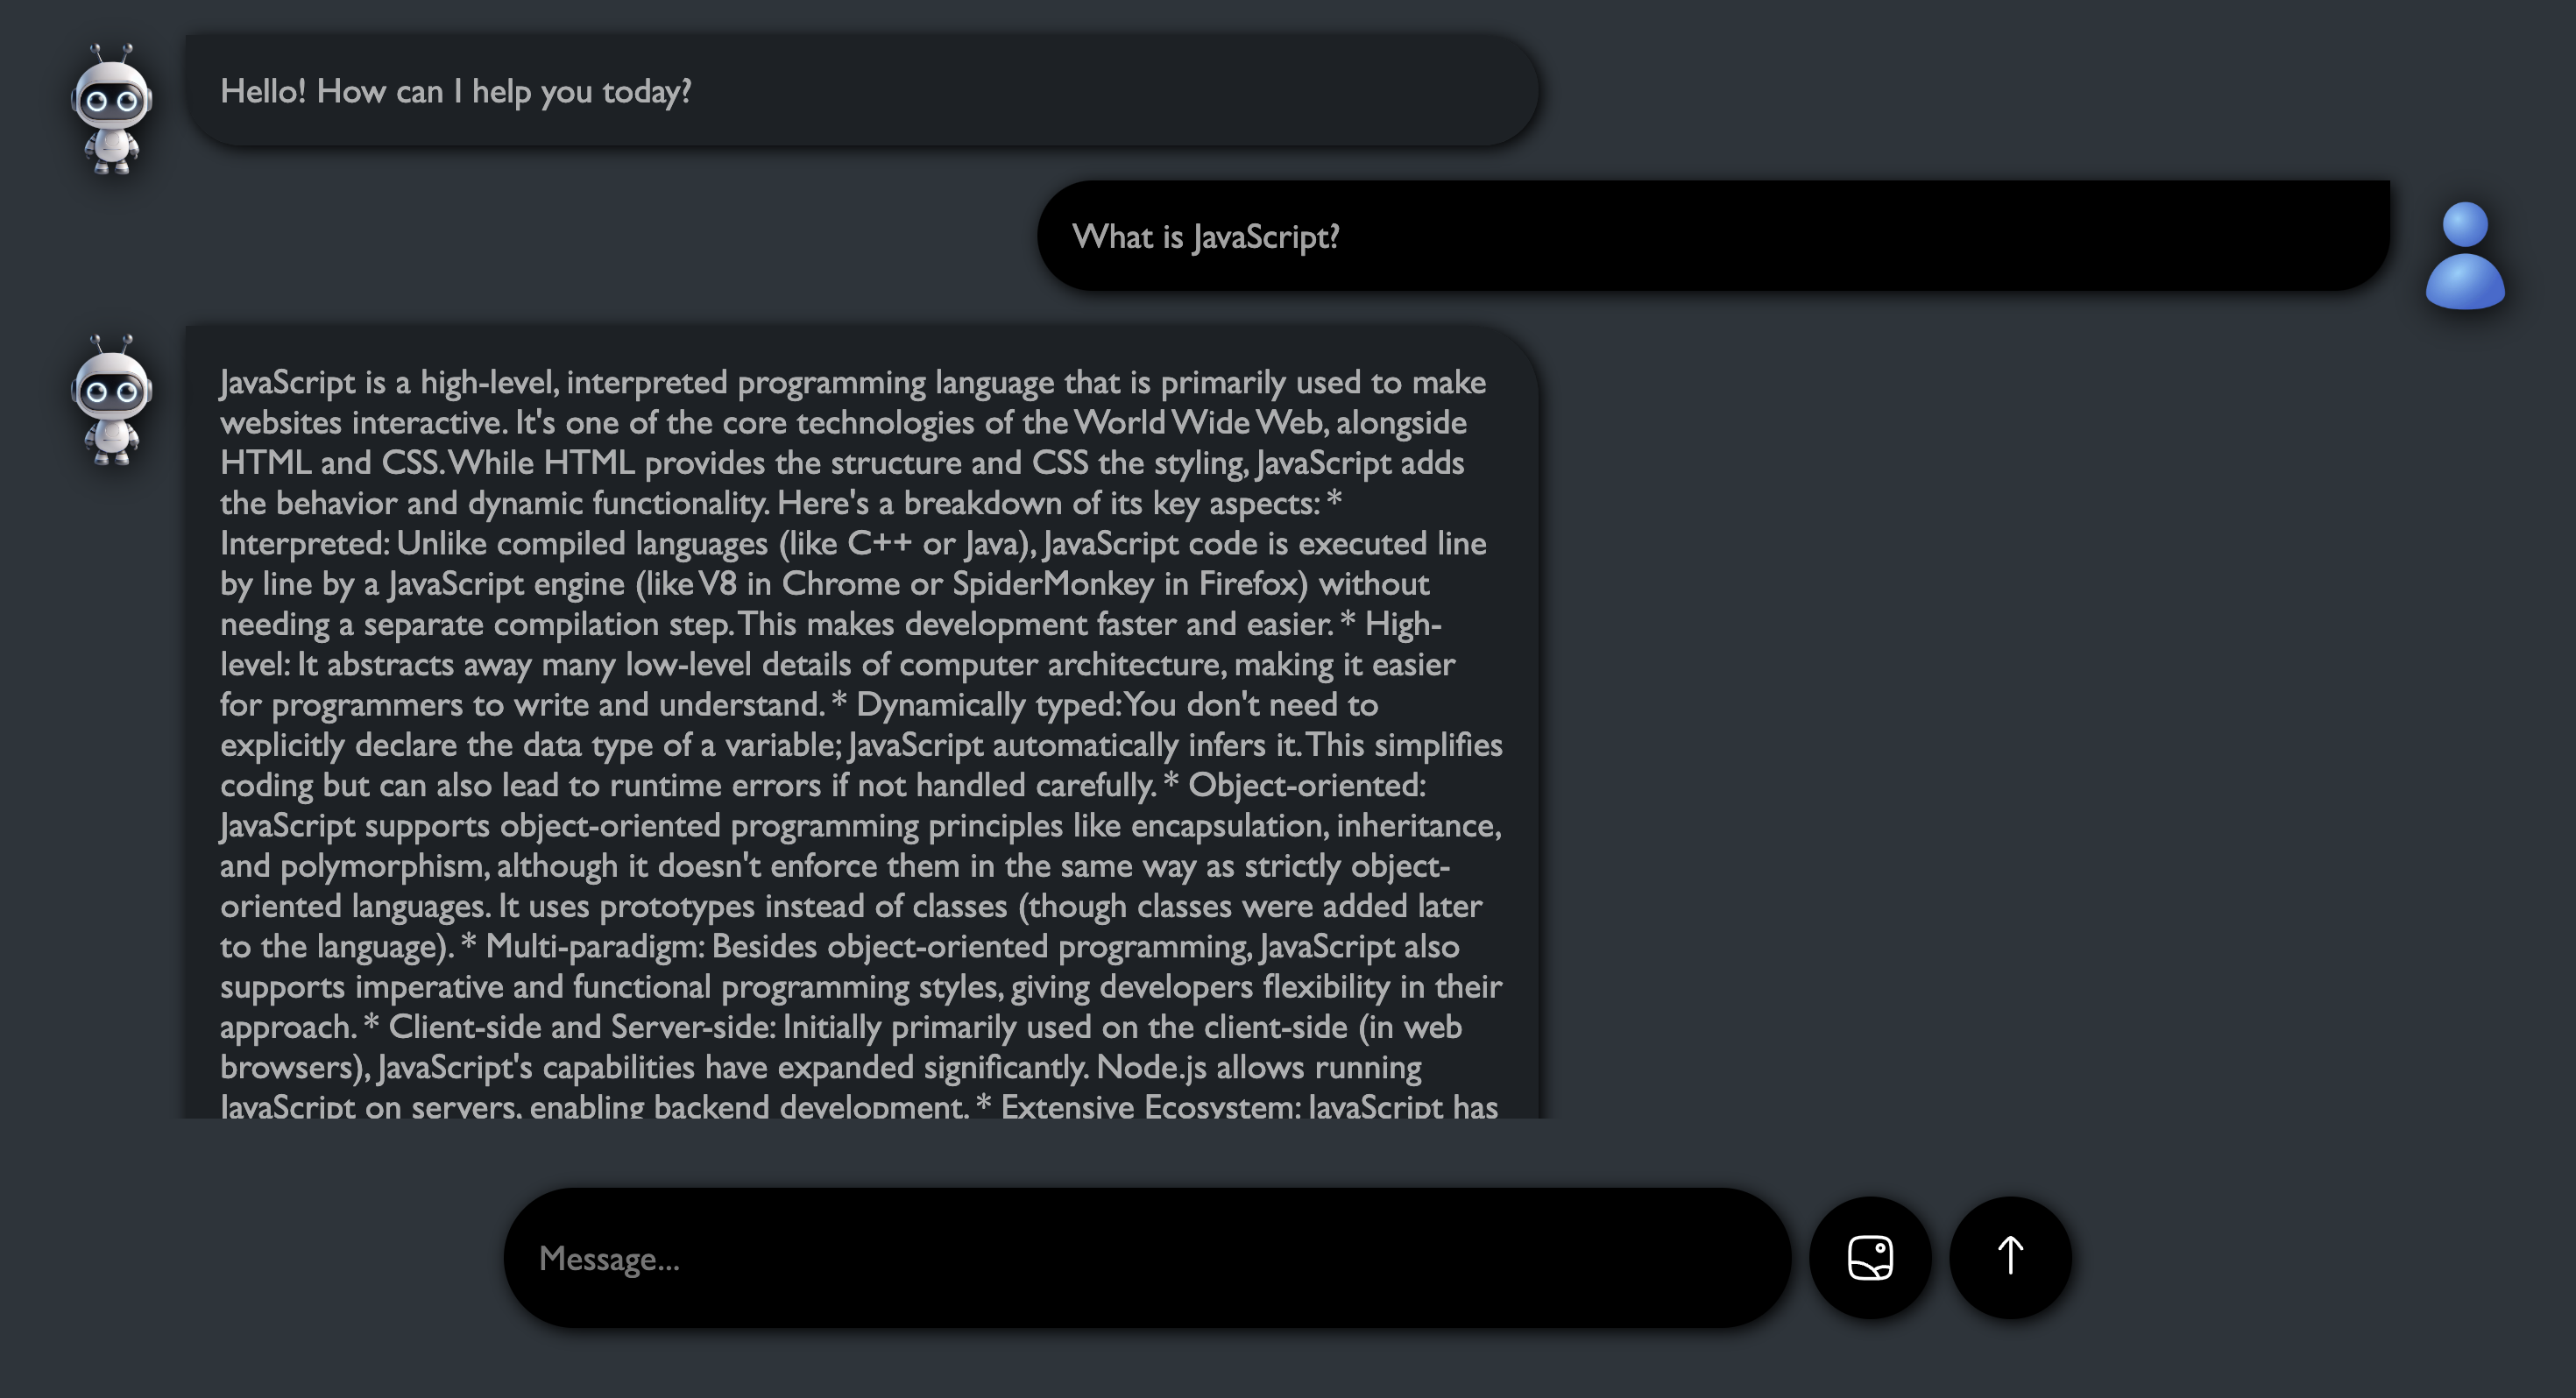 Hello! How can I help you today?
What is JavaScript?
JavaScript is a high-level, interpreted programming language that is primarily used to make
websites interactive. It's one of the core technologies of the World Wide Web, alongside
HTML and CSS. While HTML provides the structure and CSS the styling, JavaScript adds
the behavior and dynamic functionality. Here's a breakdown of its key aspects: *
Interpreted: Unlike compiled languages (like C++ or Java), JavaScript code is executed line
by line by a JavaScript engine (like V8 in Chrome or SpiderMonkey in Firefox) without
needing a separate compilation step. This makes development faster and easier. * High-
level: It abstracts away many low-level details of computer architecture, making it easier
for programmers to write and understand. * Dynamically typed: You don't need to
explicitly declare the data type of a variable; JavaScript automatically infers it. This simplifies
coding but can also lead to runtime errors if not handled carefully. * Object-oriented:
JavaScript supports object-oriented programming principles like encapsulation, inheritance,
and polymorphism, although it doesn't enforce them in the same way as strictly object-
oriented languages. It uses prototypes instead of classes (though classes were added later
to the language). * Multi-paradigm: Besides object-oriented programming, JavaScript also
supports imperative and functional programming styles, giving developers flexibility in their
approach. * Client-side and Server-side: Initially primarily used on the client-side (in web
browsers), JavaScript's capabilities have expanded significantly. Node.js allows running
JavaScript on servers, enabling backend development. * Extensive Ecosystem: JavaScript has
Message...